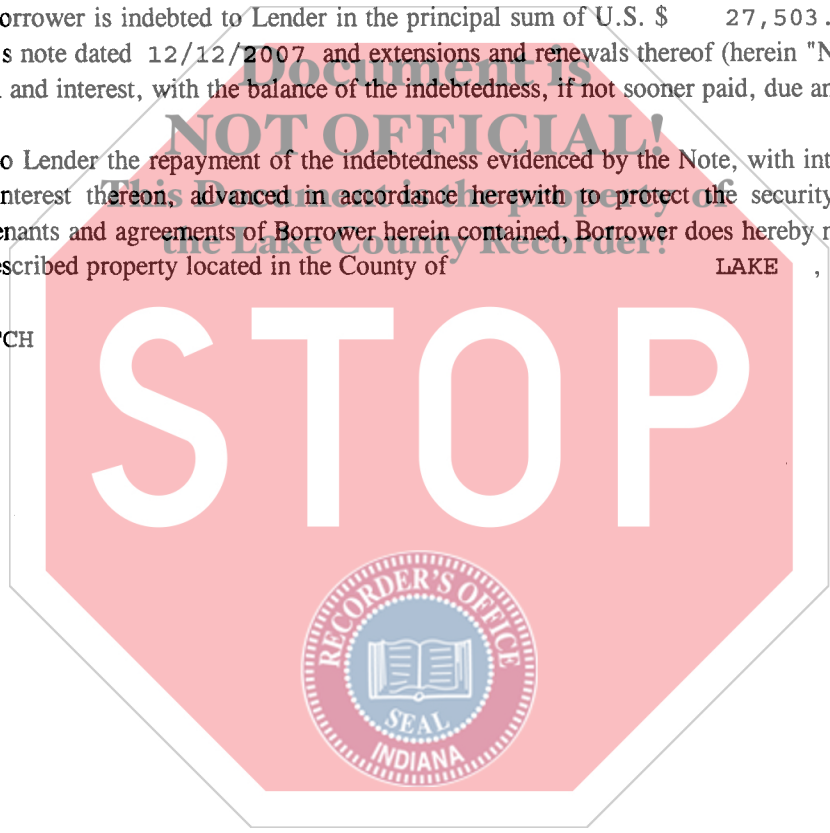 orrower is indebted to Lender in the principal sum of U.S. $ 27,503.
s note dated 12/12/2007 and extensions and renewals thereof (herein "N
and interest, with the balance of the indebtedness, if not sooner paid, due an
Document is
NOT OFFICIAL!
o Lender the repayment of the indebtedness evidenced by the Note, with int
This Document is the property of
nterest thereon, advanced in accordance herewith to protect the security
the Lake County Recorder!
enants and agreements of Borrower herein contained, Borrower does hereby
scribed property located in the County of LAKE ,
CH
STOP
RECORDER'S OFFICE
SEAL
INDIANA